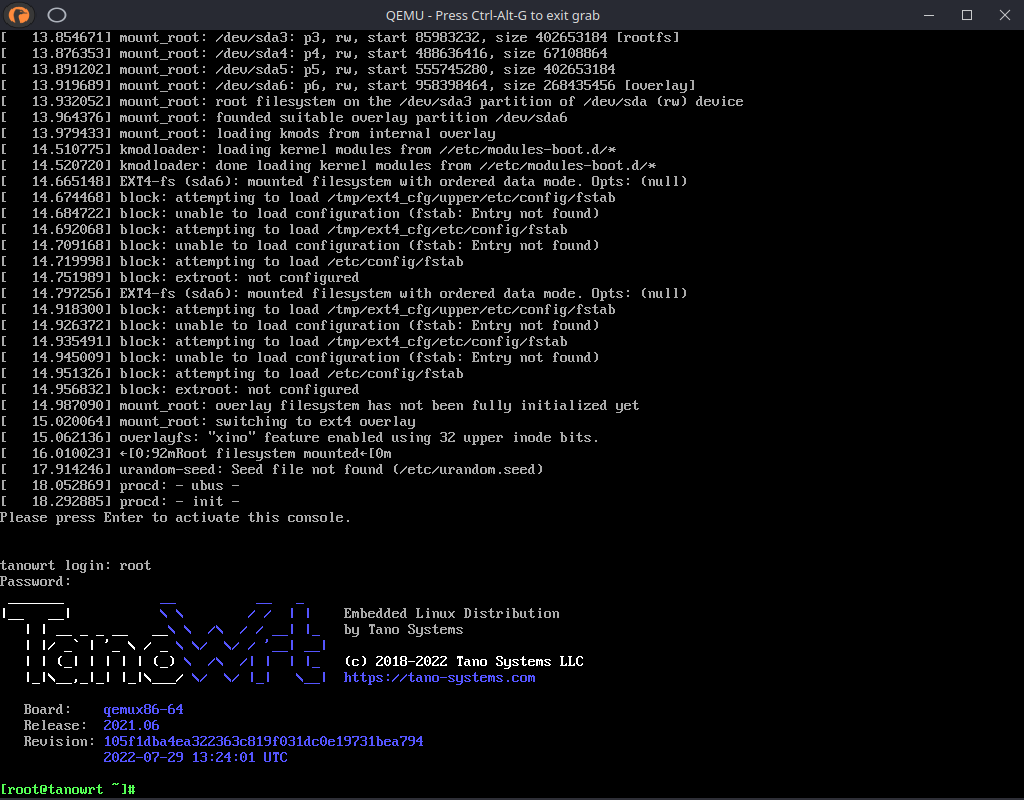 QEMU - Press Ctrl-Alt-G to exit grab
[   13.854671] mount_root: /dev/sda3: p3, rw, start 85983232, size 402653184 [rootfs]
[   13.876353] mount_root: /dev/sda4: p4, rw, start 488636416, size 67108864
[   13.891202] mount_root: /dev/sda5: p5, rw, start 555745280, size 402653184
[   13.919689] mount_root: /dev/sda6: p6, rw, start 958398464, size 268435456 [overlay]
[   13.932052] mount_root: root filesystem on the /dev/sda3 partition of /dev/sda (rw) device
[   13.964376] mount_root: founded suitable overlay partition /dev/sda6
[   13.979433] mount_root: loading kmods from internal overlay
[   14.510775] kmodloader: loading kernel modules from //etc/modules-boot.d/*
[   14.520720] kmodloader: done loading kernel modules from //etc/modules-boot.d/*
[   14.665148] EXT4-fs (sda6): mounted filesystem with ordered data mode. Opts: (null)
[   14.674468] block: attempting to load /tmp/ext4_cfg/upper/etc/config/fstab
[   14.684722] block: unable to load configuration (fstab: Entry not found)
[   14.692068] block: attempting to load /tmp/ext4_cfg/etc/config/fstab
[   14.709168] block: unable to load configuration (fstab: Entry not found)
[   14.719998] block: attempting to load /etc/config/fstab
[   14.751989] block: extroot: not configured
[   14.797256] EXT4-fs (sda6): mounted filesystem with ordered data mode. Opts: (null)
[   14.918300] block: attempting to load /tmp/ext4_cfg/upper/etc/config/fstab
[   14.926372] block: unable to load configuration (fstab: Entry not found)
[   14.935491] block: attempting to load /tmp/ext4_cfg/etc/config/fstab
[   14.945009] block: unable to load configuration (fstab: Entry not found)
[   14.951326] block: attempting to load /etc/config/fstab
[   14.956832] block: extroot: not configured
[   14.987090] mount_root: overlay filesystem has not been fully initialized yet
[   15.020064] mount_root: switching to ext4 overlay
[   15.062136] overlayfs: "xino" feature enabled using 32 upper inode bits.
[   16.010023] ←[0;92mRoot filesystem mounted←[0m
[   17.914246] urandom-seed: Seed file not found (/etc/urandom.seed)
[   18.052869] procd: - ubus -
[   18.292885] procd: - init -
Please press Enter to activate this console.
tanowrt login: root
Password:
TanoWrt
Embedded Linux Distribution
by Tano Systems
(c) 2018-2022 Tano Systems LLC
https://tano-systems.com
Board:    qemux86-64
Release:  2021.06
Revision: 105f1dba4ea322363c819f031dc0e19731bea794
2022-07-29 13:24:01 UTC
[root@tanowrt ~]#